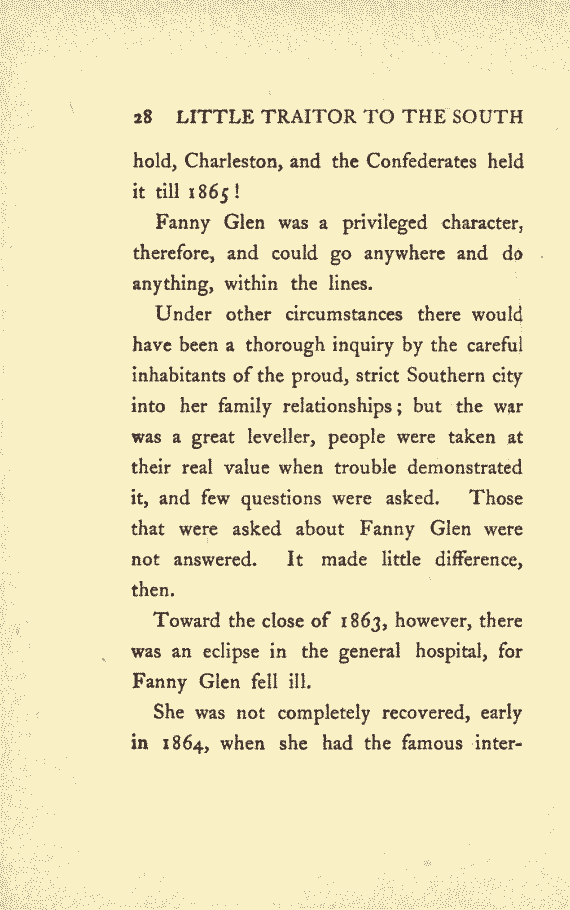 28 LITTLE TRAITOR TO THE SOUTH
hold, Charleston, and the Confederates held
it till 1865!
Fanny Glen was a privileged character,
therefore, and could go anywhere and do
anything, within the lines.
Under other circumstances there would
have been a thorough inquiry by the careful
inhabitants of the proud, strict Southern city
into her family relationships; but the war
was a great leveller, people were taken at
their real value when trouble demonstrated
it, and few questions were asked. Those
that were asked about Fanny Glen were
not answered. It made little difference,
then.
Toward the close of 1863, however, there
was an eclipse in the general hospital, for
Fanny Glen fell ill.
She was not completely recovered, early
in 1864, when she had the famous inter-